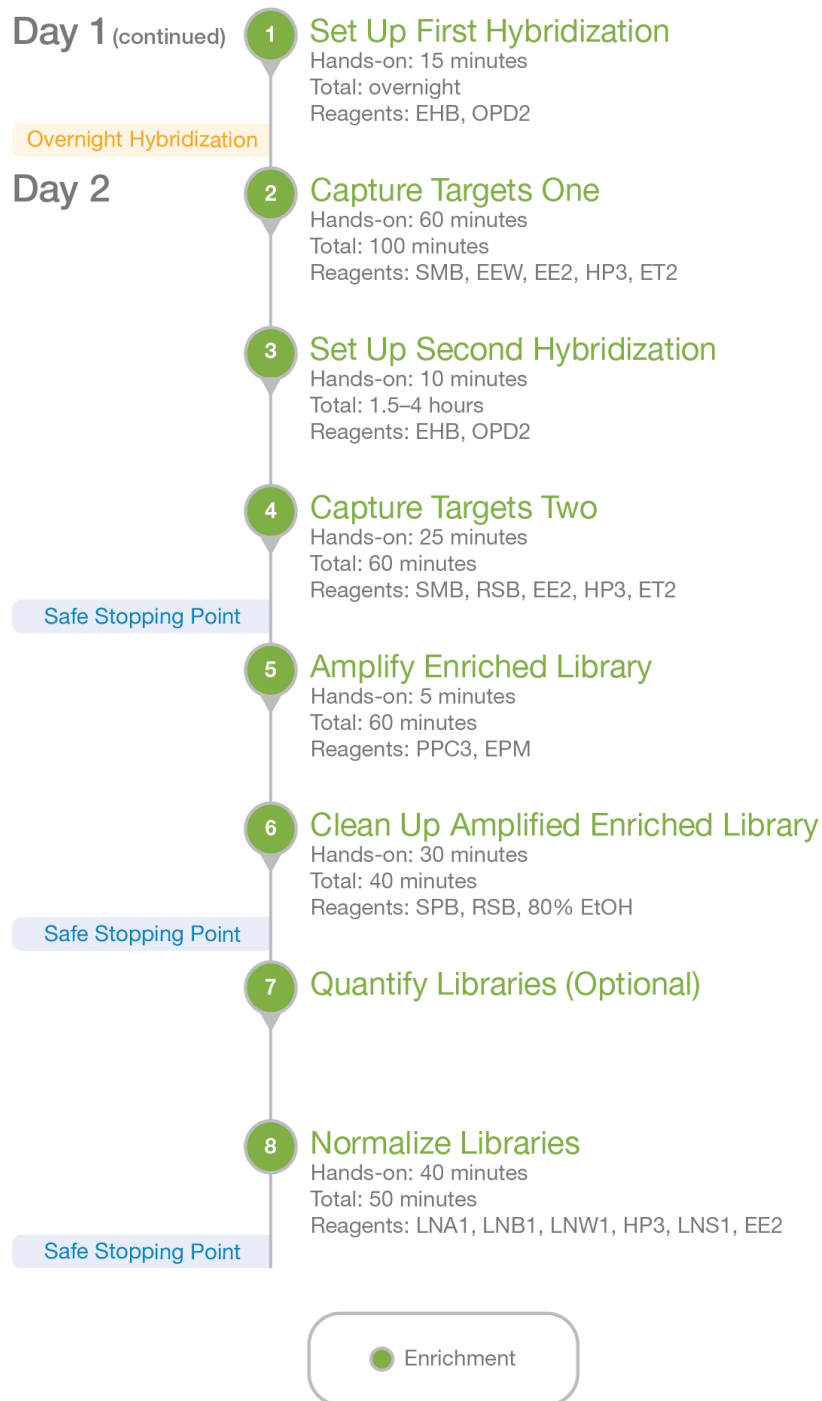 Day 1 (continued)
1
Set Up First Hybridization
Hands-on: 15 minutes
Total: overnight
Reagents: EHB, OPD2
Overnight Hybridization
Day 2
2
Capture Targets One
Hands-on: 60 minutes
Total: 100 minutes
Reagents: SMB, EEW, EE2, HP3, ET2
3
Set Up Second Hybridization
Hands-on: 10 minutes
Total: 1.5–4 hours
Reagents: EHB, OPD2
4
Capture Targets Two
Hands-on: 25 minutes
Total: 60 minutes
Reagents: SMB, RSB, EE2, HP3, ET2
Safe Stopping Point
5
Amplify Enriched Library
Hands-on: 5 minutes
Total: 60 minutes
Reagents: PPC3, EPM
6
Clean Up Amplified Enriched Library
Hands-on: 30 minutes
Total: 40 minutes
Reagents: SPB, RSB, 80% EtOH
Safe Stopping Point
7
Quantify Libraries (Optional)
8
Normalize Libraries
Hands-on: 40 minutes
Total: 50 minutes
Reagents: LNA1, LNB1, LNW1, HP3, LNS1, EE2
Safe Stopping Point
Enrichment